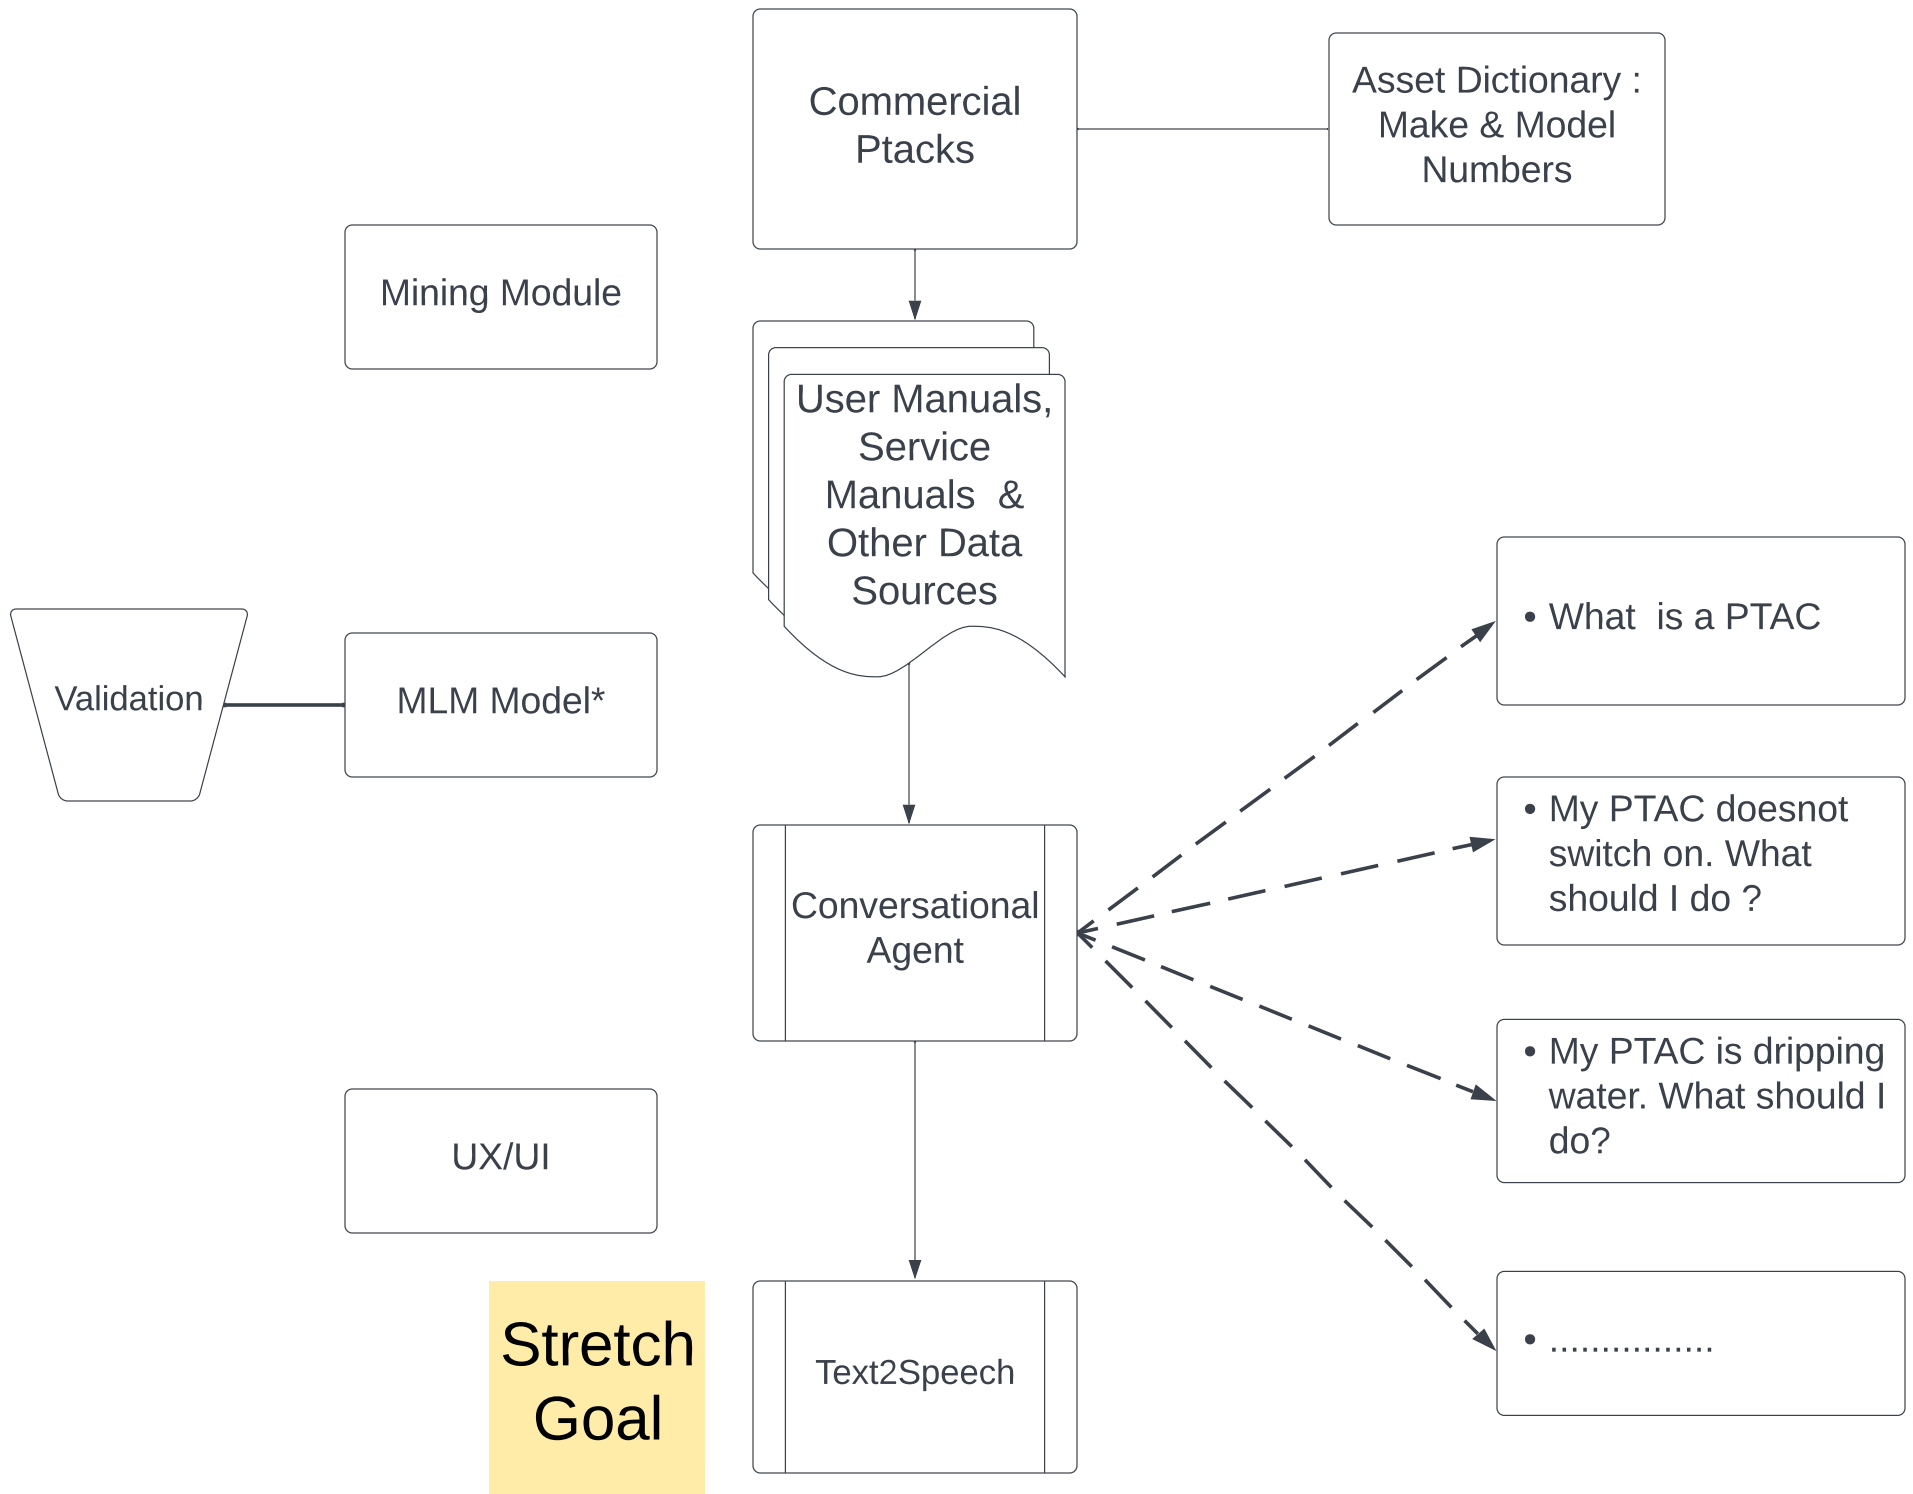 Commercial
Ptacks
Asset Dictionary :
Make & Model
Numbers
Mining Module
User Manuals,
Service
Manuals  &
Other Data
Sources
• What  is a PTAC
Validation
MLM Model*
• My PTAC doesnot
switch on. What
should I do ?
Conversational
Agent
• My PTAC is dripping
water. What should I
do?
UX/UI
Stretch
Goal
Text2Speech
• ................